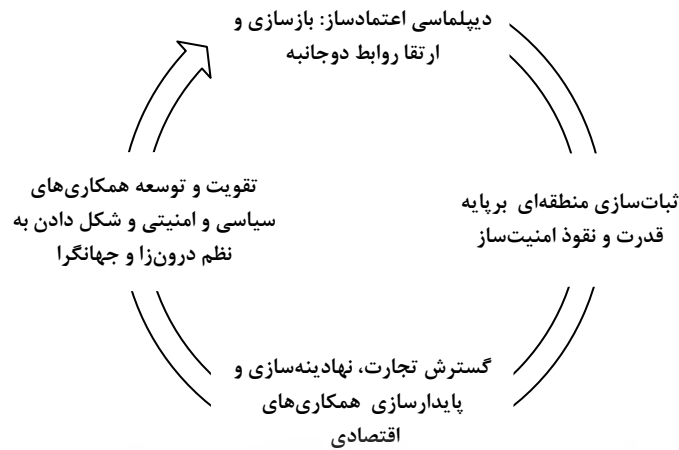 دیپلماسی اعتمادساز: بازسازی و
ارتقا روابط دوجانبه
ثبات‌سازی منطقه‌ای برپایه
قدرت و نفوذ امنیت‌ساز
گسترش تجارت، نهادینه‌سازی و
پایدارسازی همکاری‌های
اقتصادی
تقویت و توسعه همکاری‌های
سیاسی و امنیتی و شکل دادن به
نظم درون‌زا و جهانگرا